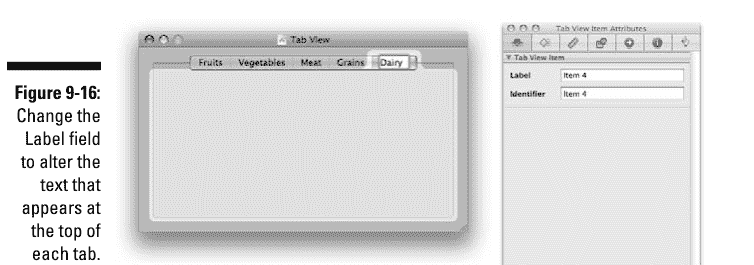 Figure 9-16:
Change the
Label field
to alter the
text that
appears at
the top of
each tab.
Tab View
Fruits Vegetables Meat Grains Dairy
Tab View Item Attributes
Tab View Item
Label Item 4
Identifier Item 4